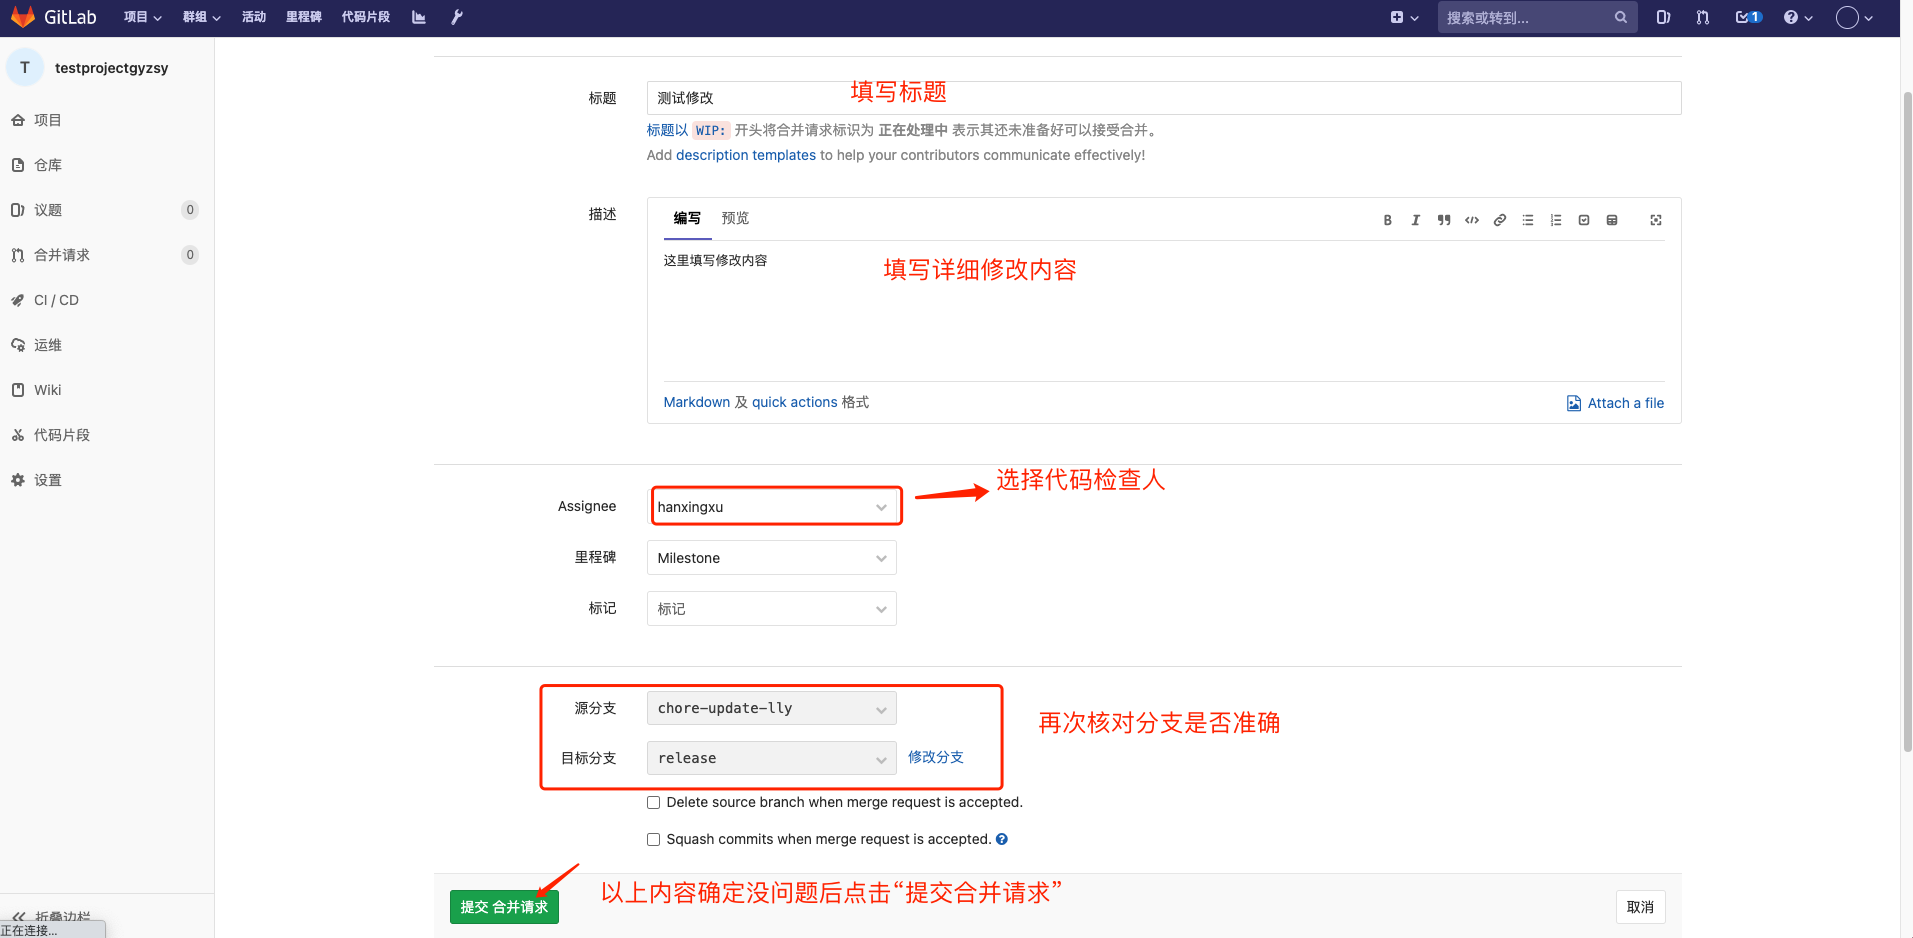 GitLab 项目 群组 活动 里程碑 代码片段 搜索或转到... 1
T testprojectgyzsy
项目
仓库
议题 0
合并请求 0
CI / CD
运维
Wiki
代码片段
设置
折叠边栏
正在连接...
标题 测试修改 填写标题
标题以 WIP: 开头将合并请求标识为 正在处理中 表示其还未准备好可以接受合并。
Add description templates to help your contributors communicate effectively!
描述 编写 预览
这里填写修改内容 填写详细修改内容
Markdown 及 quick actions 格式 Attach a file
选择代码检查人
Assignee hanxingxu
里程碑 Milestone
标记 标记
源分支 chore-update-lly
再次核对分支是否准确
目标分支 release 修改分支
Delete source branch when merge request is accepted.
Squash commits when merge request is accepted.
以上内容确定没问题后点击“提交合并请求”
提交 合并请求 取消